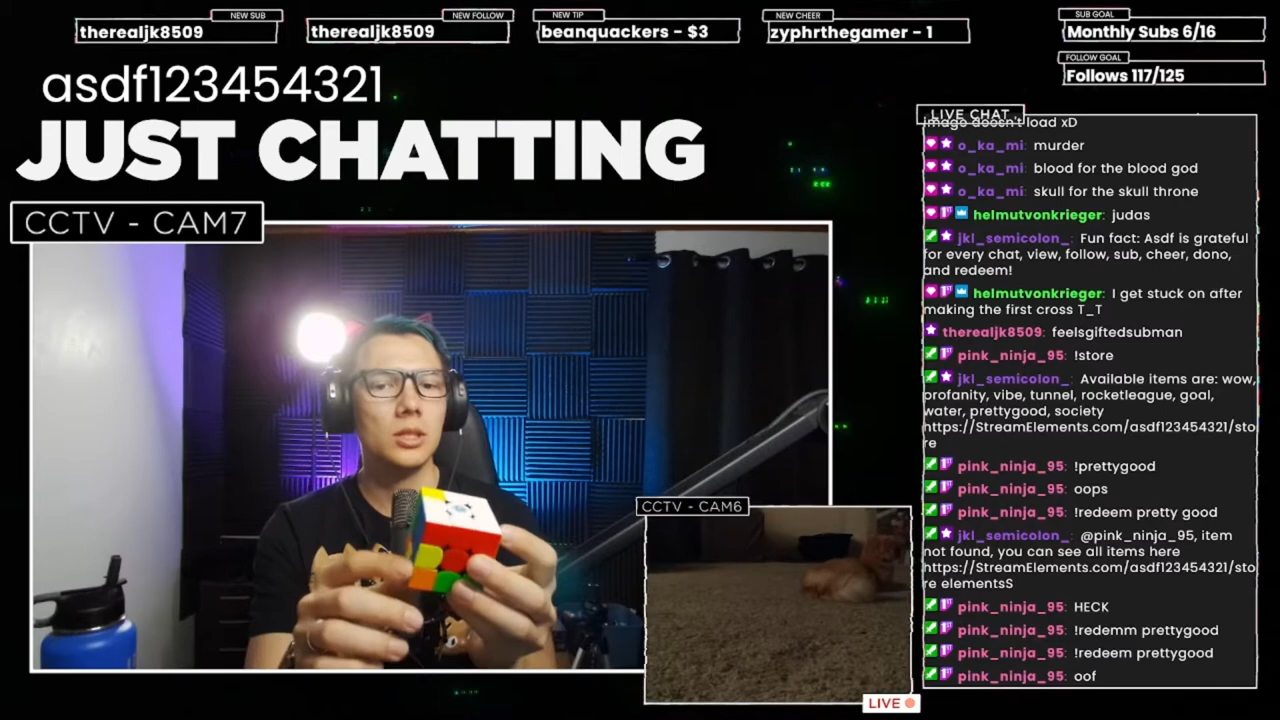 NEW SUB
therealjk8509
NEW FOLLOW
therealjk8509
NEW TIP
beanquackers - $3
NEW CHEER
zyphrthegamer - 1
SUB GOAL
Monthly Subs 6/16
FOLLOW GOAL
Follows 117/125
asdf123454321
JUST CHATTING
CCTV - CAM7
CCTV - CAM6
LIVE
LIVE CHAT
image doesn't load xD
o_ka_mi: murder
o_ka_mi: blood for the blood god
o_ka_mi: skull for the skull throne
helmutvonkrieger: judas
jkl_semicolon_: Fun fact: Asdf is grateful
for every chat, view, follow, sub, cheer, dono,
and redeem!
helmutvonkrieger: I get stuck on after
making the first cross T_T
therealjk8509: feelsgiftedsubman
pink_ninja_95: !store
jkl_semicolon_: Available items are: wow,
profanity, vibe, tunnel, rocketleague, goal,
water, prettygood, society
https://StreamElements.com/asdf123454321/sto
re
pink_ninja_95: !prettygood
pink_ninja_95: oops
pink_ninja_95: !redeem pretty good
jkl_semicolon_: @pink_ninja_95, item
not found, you can see all items here
https://StreamElements.com/asdf123454321/sto
re elementsS
pink_ninja_95: HECK
pink_ninja_95: !redemm prettygood
pink_ninja_95: !redeem prettygood
pink_ninja_95: oof